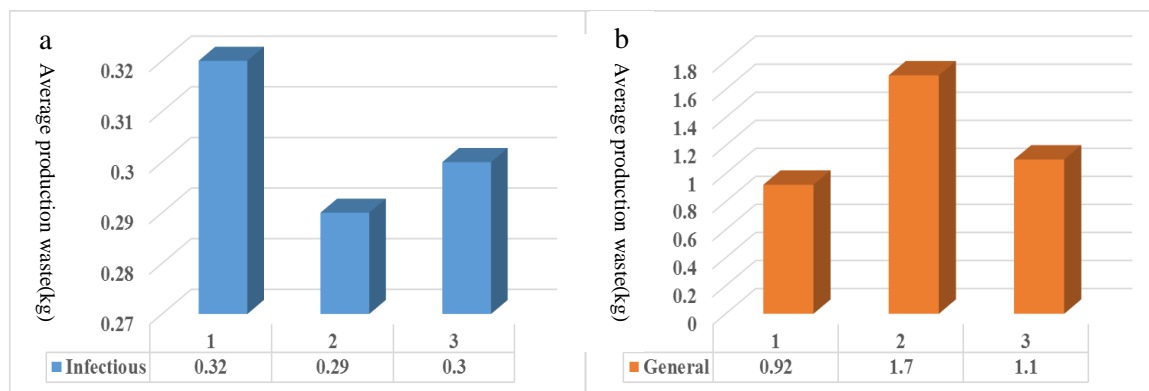 a
Average production waste(kg)
0.32
0.31
0.3
0.29
0.28
0.27
1 2 3
Infectious 0.32 0.29 0.3
b
Average production waste(kg)
1.8
1.6
1.4
1.2
1
0.8
0.6
0.4
0.2
0
1 2 3
General 0.92 1.7 1.1